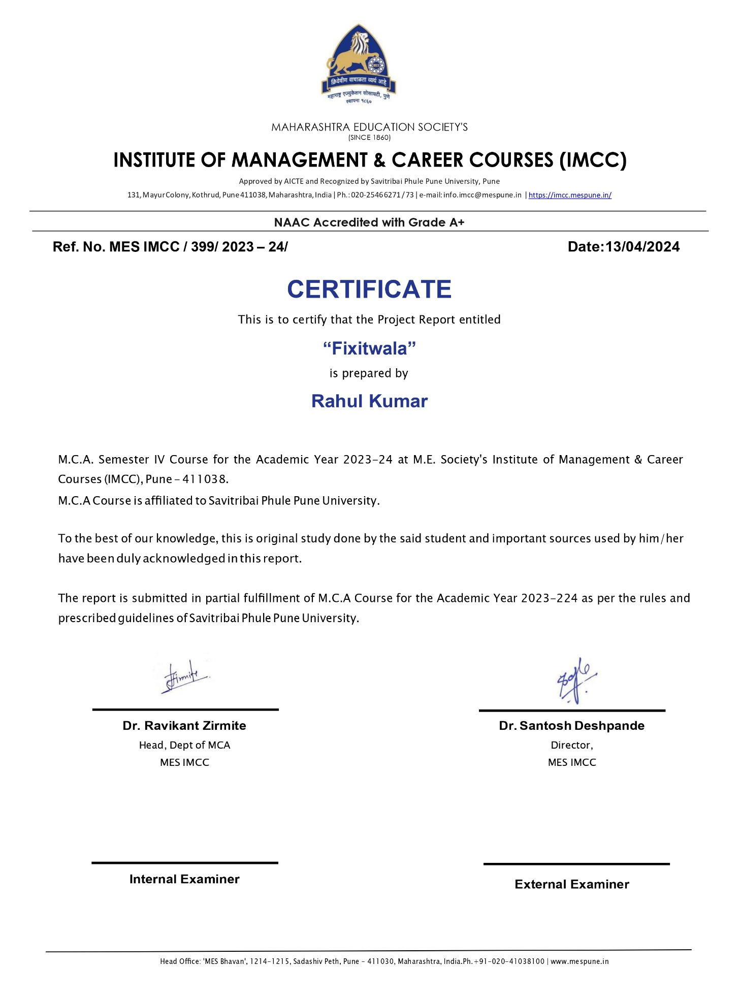 MES
क्रियेवीण वाचाळता व्यर्थ आहे
महाराष्ट्र एज्युकेशन सोसायटी, पुणे
स्थापना १८६०
MAHARASHTRA EDUCATION SOCIETY'S
(SINCE 1860)
INSTITUTE OF MANAGEMENT & CAREER COURSES (IMCC)
Approved by AICTE and Recognized by Savitribai Phule Pune University, Pune
131, Mayur Colony, Kothrud, Pune 411038, Maharashtra, India | Ph.: 020-25466271 / 73 | e-mail: info.imcc@mespune.in | https://imcc.mespune.in/
NAAC Accredited with Grade A+
Ref. No. MES IMCC / 399/ 2023 – 24/ Date:13/04/2024
CERTIFICATE
This is to certify that the Project Report entitled
“Fixitwala”
is prepared by
Rahul Kumar
M.C.A. Semester IV Course for the Academic Year 2023-24 at M.E. Society's Institute of Management & Career
Courses (IMCC), Pune – 411038.
M.C.A Course is affiliated to Savitribai Phule Pune University.
To the best of our knowledge, this is original study done by the said student and important sources used by him/her
have been duly acknowledged in this report.
The report is submitted in partial fulfillment of M.C.A Course for the Academic Year 2023-224 as per the rules and
prescribed guidelines of Savitribai Phule Pune University.
Zirmite
Dr. Ravikant Zirmite
Head, Dept of MCA
MES IMCC
Dr. Santosh Deshpande
Director,
MES IMCC
Internal Examiner
External Examiner
Head Office: 'MES Bhavan', 1214-1215, Sadashiv Peth, Pune - 411030, Maharashtra, India.Ph.+91-020-41038100 | www.mespune.in